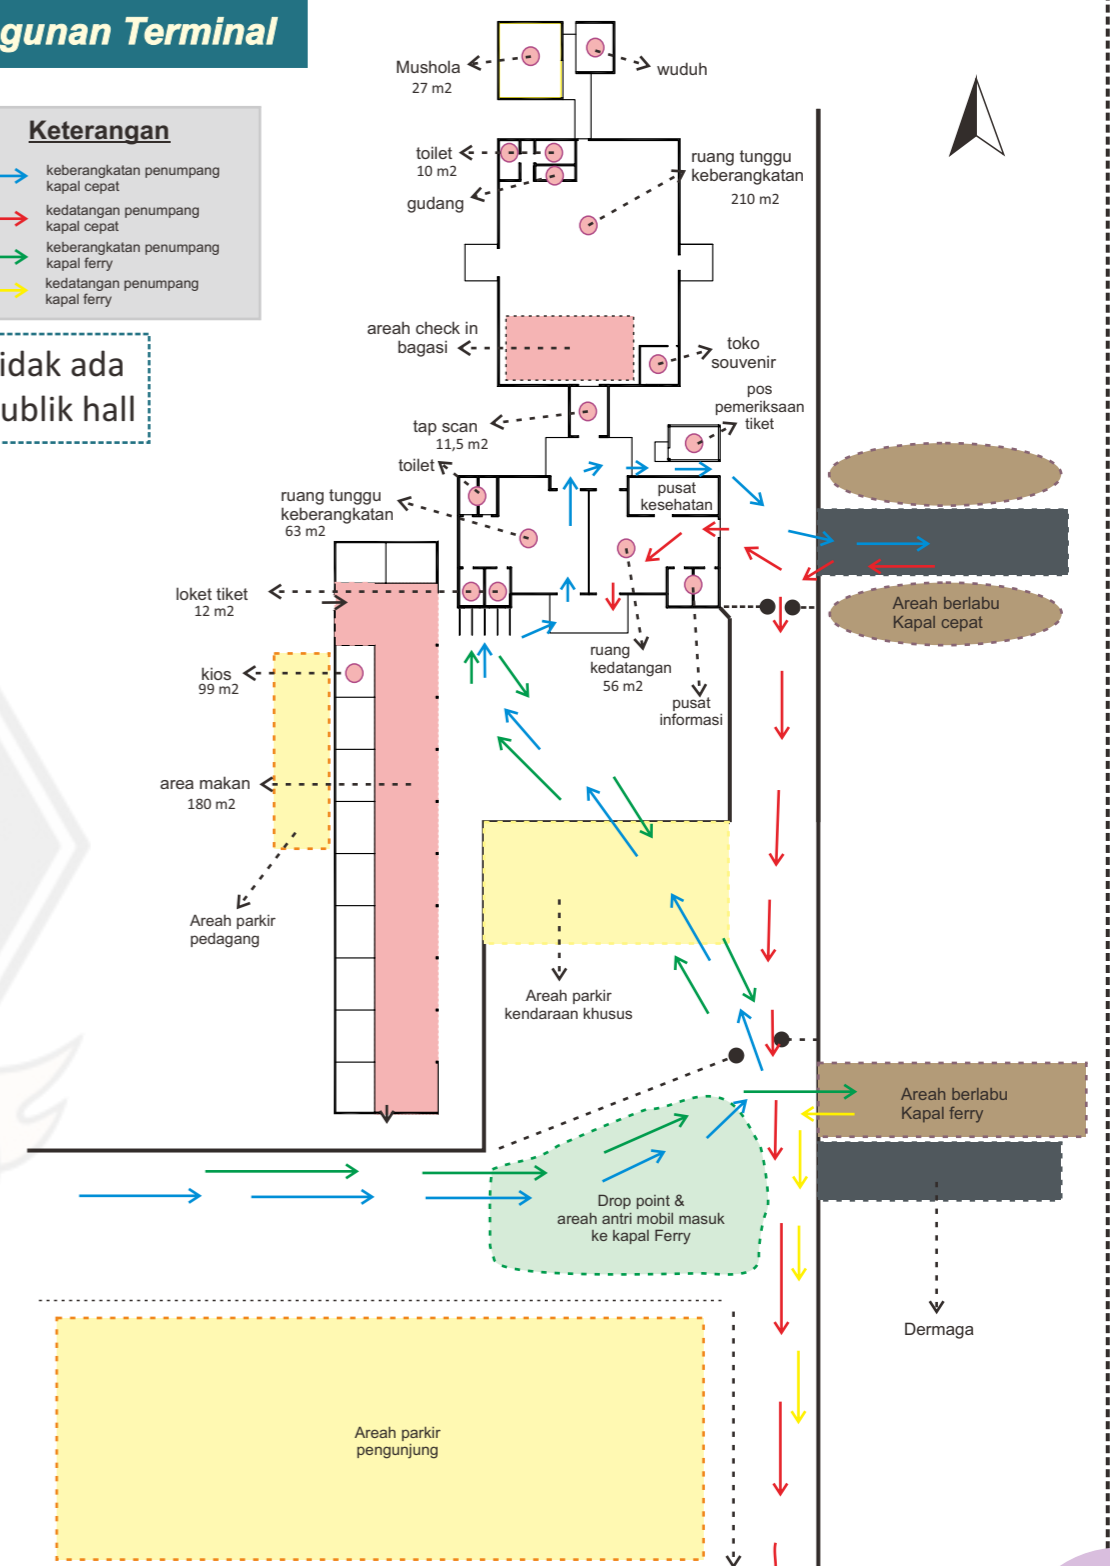 gunan Terminal
Keterangan
keberangkatan penumpang
kapal cepat
kedatangan penumpang
kapal cepat
keberangkatan penumpang
kapal ferry
kedatangan penumpang
kapal ferry
idak ada
ublik hall
Mushola
27 m2
wuduh
toilet
10 m2
gudang
ruang tunggu
keberangkatan
210 m2
areah check in
bagasi
toko
souvenir
pos
pemeriksaan
tiket
tap scan
11,5 m2
toilet
pusat
kesehatan
ruang tunggu
keberangkatan
63 m2
loket tiket
12 m2
Areah berlabu
Kapal cepat
ruang
kedatangan
56 m2
kios
99 m2
pusat
informasi
area makan
180 m2
Areah parkir
pedagang
Areah parkir
kendaraan khusus
Areah berlabu
Kapal ferry
Drop point &
areah antri mobil masuk
ke kapal Ferry
Dermaga
Areah parkir
pengunjung